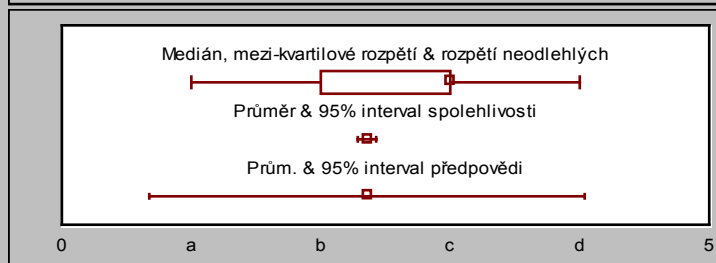 Medián, mezi-kvartilové rozpětí & rozpětí neodlehlých
Průměr & 95% interval spolehlivosti
Prům. & 95% interval předpovědi
0 a b c d 5